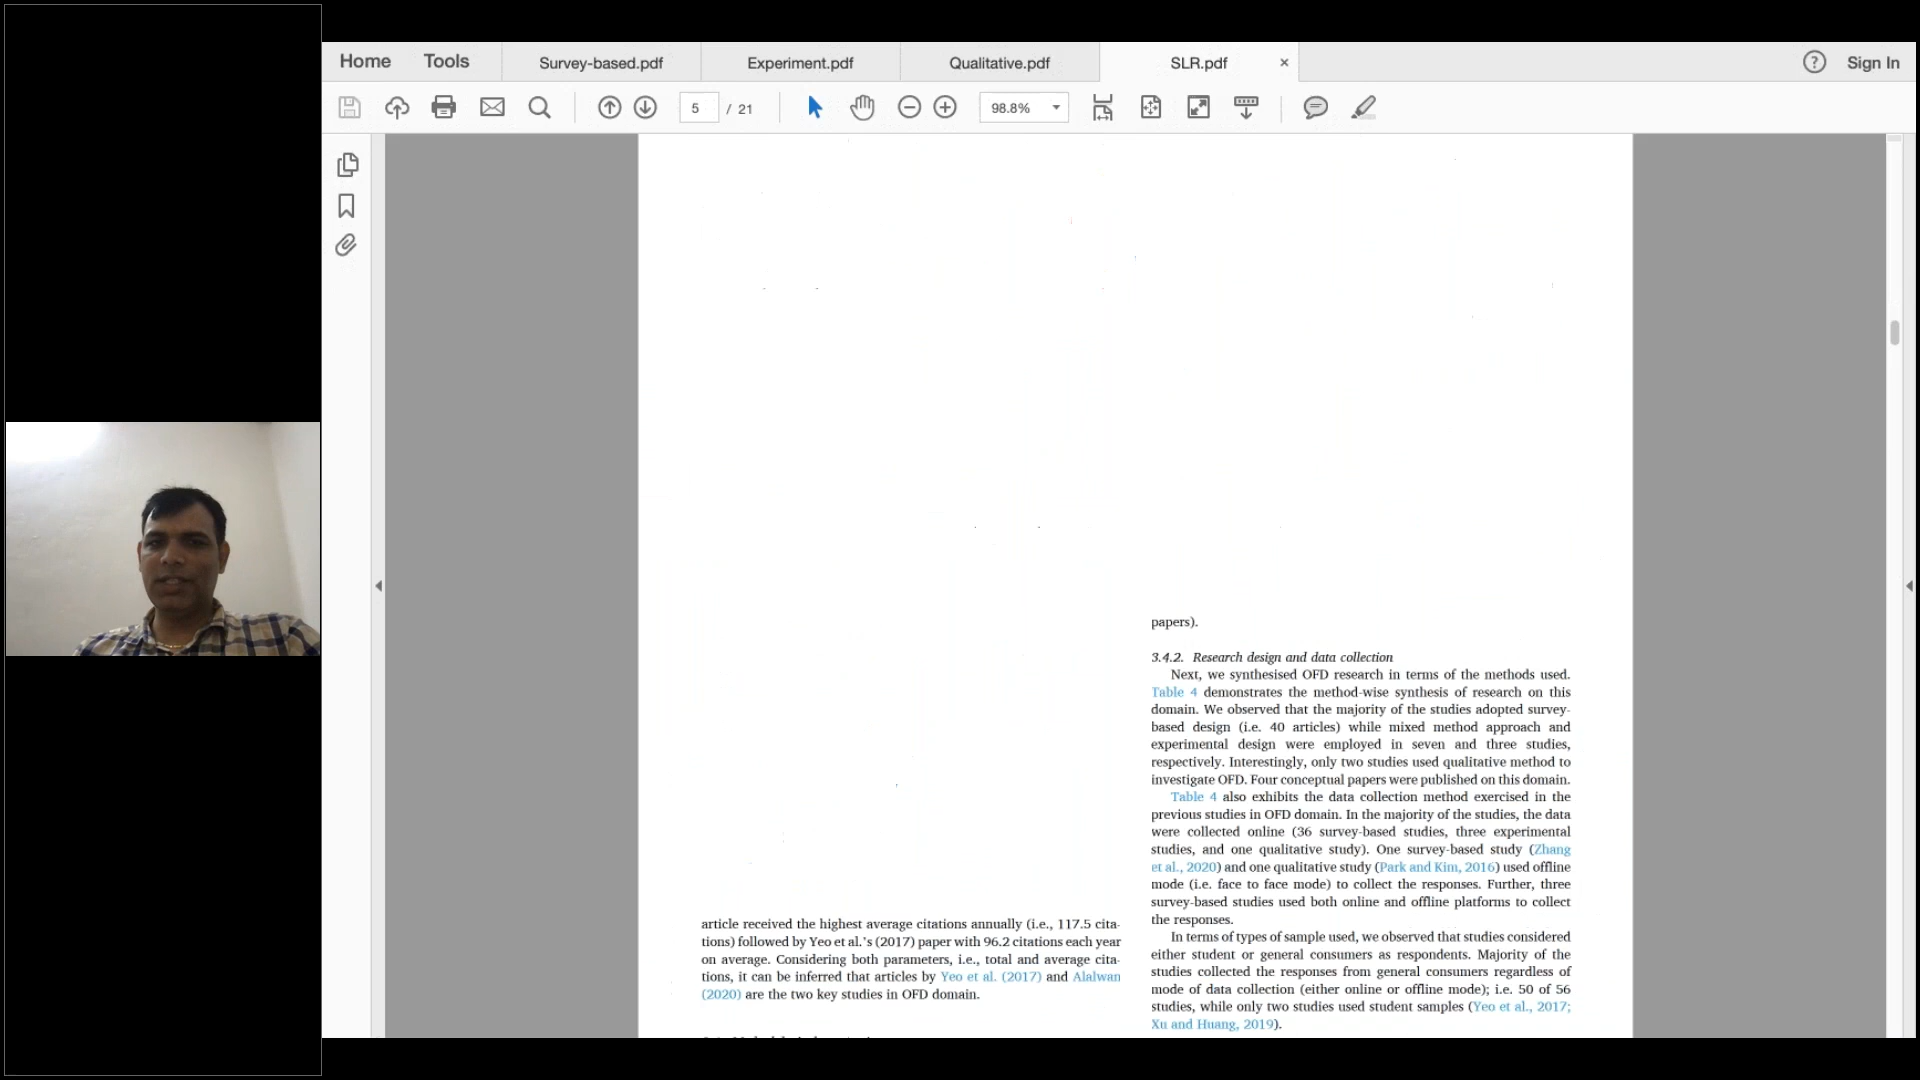 Home
Tools
Survey-based.pdf
Experiment.pdf
Qualitative.pdf
SLR.pdf
Sign In
5 / 21
98.8%
article received the highest average citations annually (i.e., 117.5 cita-
tions) followed by Yeo et al.'s (2017) paper with 96.2 citations each year
on average. Considering both parameters, i.e., total and average cita-
tions, it can be inferred that articles by Yeo et al. (2017) and Alalwan
(2020) are the two key studies in OFD domain.
papers).
3.4.2. Research design and data collection
Next, we synthesised OFD research in terms of the methods used.
Table 4 demonstrates the method-wise synthesis of research on this
domain. We observed that the majority of the studies adopted survey-
based design (i.e. 40 articles) while mixed method approach and
experimental design were employed in seven and three studies,
respectively. Interestingly, only two studies used qualitative method to
investigate OFD. Four conceptual papers were published on this domain.
Table 4 also exhibits the data collection method exercised in the
previous studies in OFD domain. In the majority of the studies, the data
were collected online (36 survey-based studies, three experimental
studies, and one qualitative study). One survey-based study (Zhang
et al., 2020) and one qualitative study (Park and Kim, 2016) used offline
mode (i.e. face to face mode) to collect the responses. Further, three
survey-based studies used both online and offline platforms to collect
the responses.
In terms of types of sample used, we observed that studies considered
either student or general consumers as respondents. Majority of the
studies collected the responses from general consumers regardless of
mode of data collection (either online or offline mode); i.e. 50 of 56
studies, while only two studies used student samples (Yeo et al., 2017;
Xu and Huang, 2019).